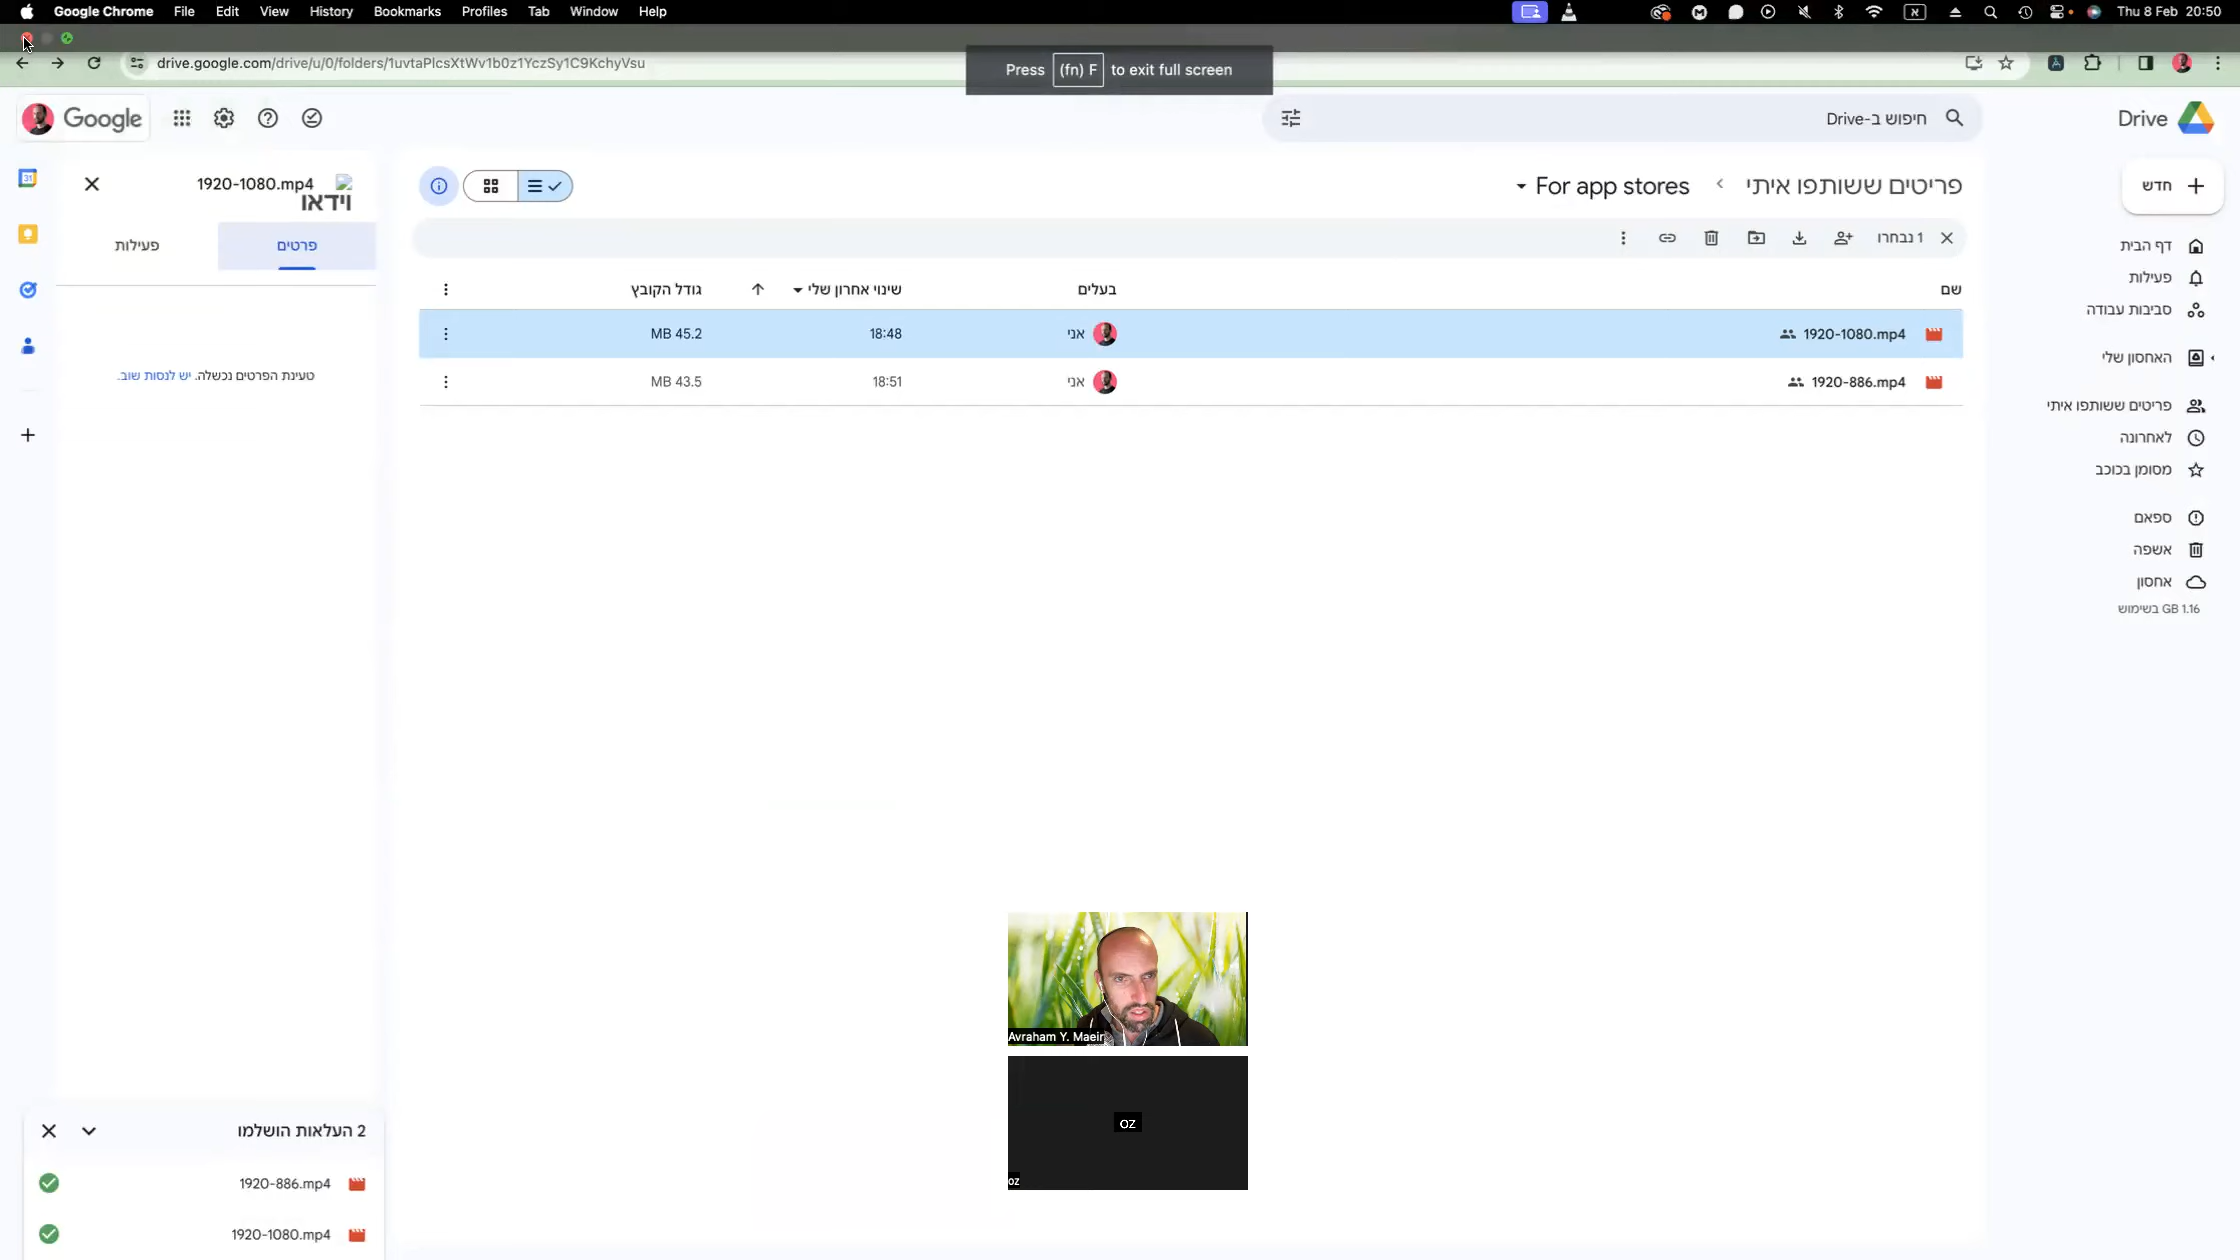 Google Chrome File Edit View History Bookmarks Profiles Tab Window Help Thu 8 Feb 20:50
drive.google.com/drive/u/0/folders/1uvtaPlcsXtWv1b0z1YczSy1C9KchyVsu
Press (fn) F to exit full screen
Google
חיפוש ב-Drive
Drive
1920-1080.mp4
וידאו
פרטים
פעילות
טעינת הפרטים נכשלה. יש לנסות שוב.
פריטים ששותפו איתי
For app stores
1 נבחרו
שם בעלים שינוי אחרון שלי גודל הקובץ
1920-1080.mp4 אני 18:48 45.2 MB
1920-886.mp4 אני 18:51 43.5 MB
חדש
דף הבית
פעילות
סביבות עבודה
האחסון שלי
פריטים ששותפו איתי
לאחרונה
מסומן בכוכב
ספאם
אשפה
אחסון
1.16 GB בשימוש
Avraham Y. Maeir
oz
oz
2 העלאות הושלמו
1920-886.mp4
1920-1080.mp4